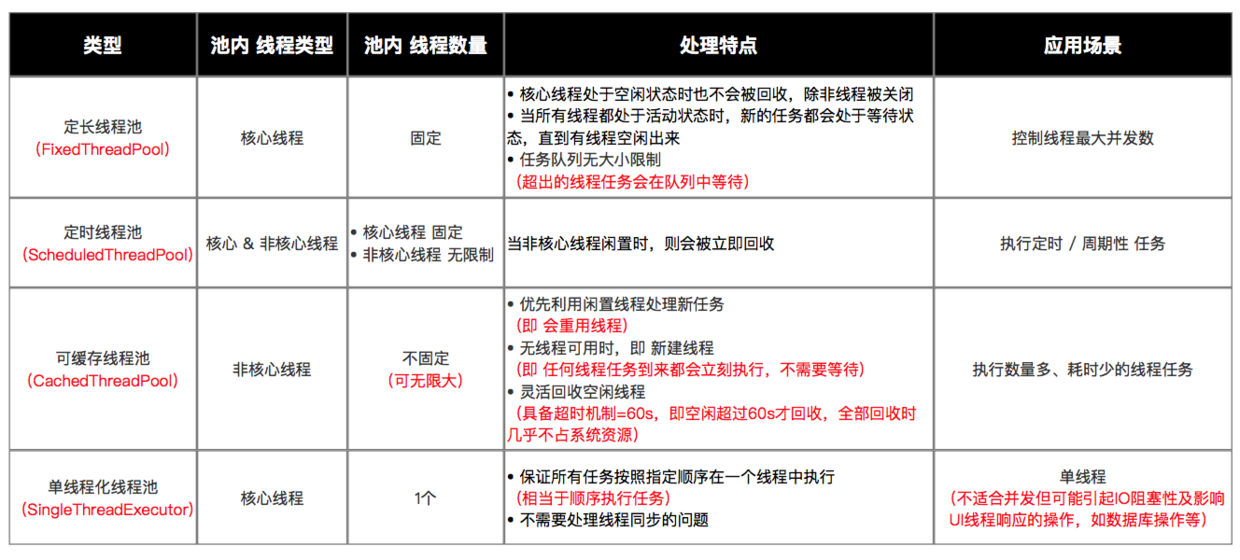 类型
池内 线程类型
池内 线程数量
处理特点
应用场景
定长线程池
（FixedThreadPool）
核心线程
固定
• 核心线程处于空闲状态时也不会被回收，除非线程被关闭
• 当所有线程都处于活动状态时，新的任务都会处于等待状
态，直到有线程空闲出来
• 任务队列无大小限制
（超出的线程任务会在队列中等待）
控制线程最大并发数
定时线程池
（ScheduledThreadPool）
核心 & 非核心线程
• 核心线程 固定
• 非核心线程 无限制
当非核心线程闲置时，则会被立即回收
执行定时 / 周期性 任务
可缓存线程池
（CachedThreadPool）
非核心线程
不固定
（可无限大）
• 优先利用闲置线程处理新任务
（即 会重用线程）
• 无线程可用时，即 新建线程
（即 任何线程任务到来都会立刻执行，不需要等待）
• 灵活回收空闲线程
（具备超时机制=60s，即空闲超过60s才回收，全部回收时
几乎不占系统资源）
执行数量多、耗时少的线程任务
单线程化线程池
（SingleThreadExecutor）
核心线程
1个
• 保证所有任务按照指定顺序在一个线程中执行
（相当于顺序执行任务）
• 不需要处理线程同步的问题
单线程
（不适合并发但可能引起IO阻塞性及影响
UI线程响应的操作，如数据库操作等）